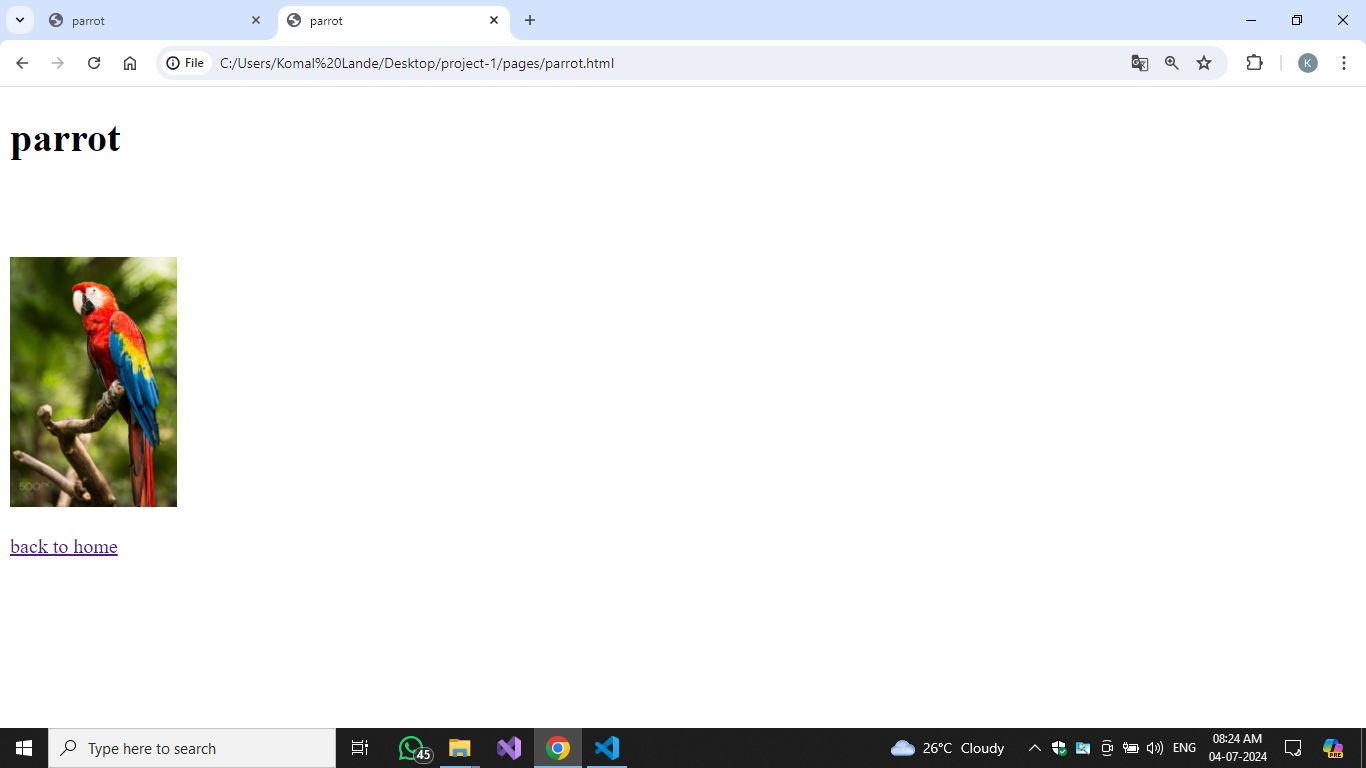 parrot
parrot
File
C:/Users/Komal%20Lande/Desktop/project-1/pages/parrot.html
K
parrot
500px
back to home
Type here to search
45
26°C Cloudy
ENG
08:24 AM
04-07-2024
PRE